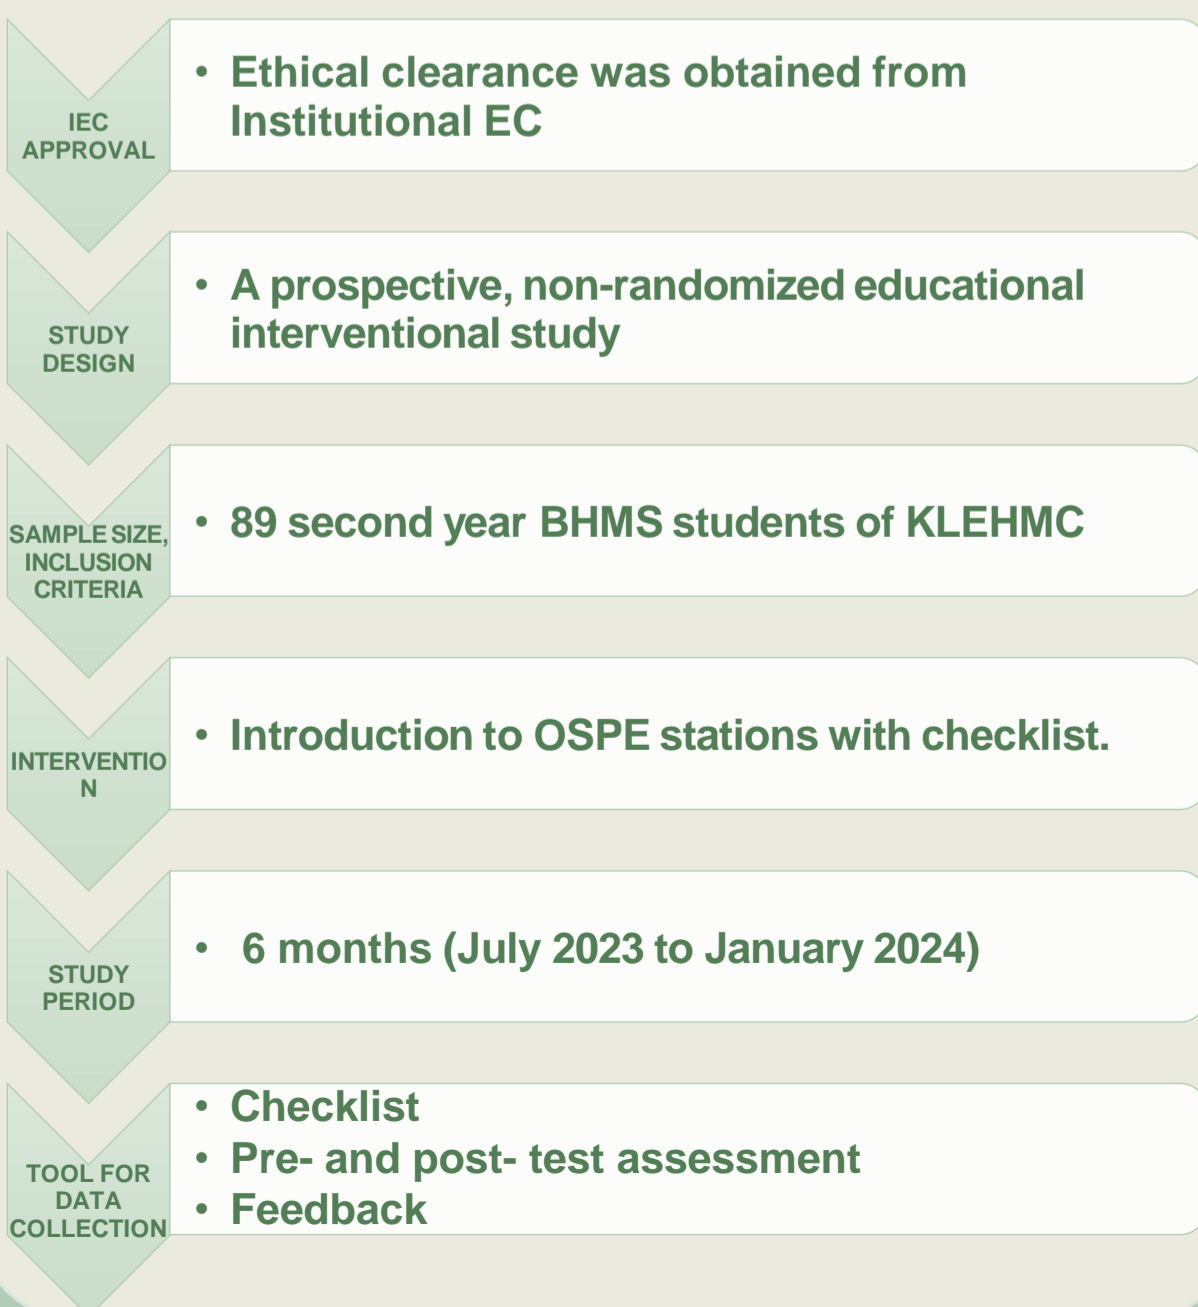 IEC
APPROVAL
• Ethical clearance was obtained from
Institutional EC
STUDY
DESIGN
• A prospective, non-randomized educational
interventional study
SAMPLE SIZE,
INCLUSION
CRITERIA
• 89 second year BHMS students of KLEHMC
INTERVENTIO
N
• Introduction to OSPE stations with checklist.
STUDY
PERIOD
• 6 months (July 2023 to January 2024)
TOOL FOR
DATA
COLLECTION
• Checklist
• Pre- and post- test assessment
• Feedback